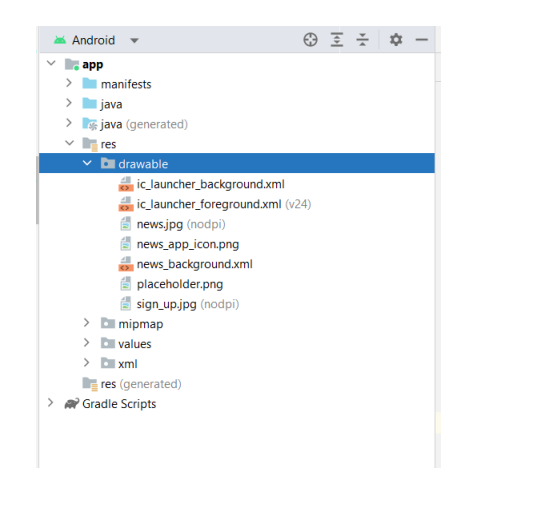 Android
app
manifests
java
java (generated)
res
drawable
ic_launcher_background.xml
ic_launcher_foreground.xml (v24)
news.jpg (nodpi)
news_app_icon.png
news_background.xml
placeholder.png
sign_up.jpg (nodpi)
mipmap
values
xml
res (generated)
Gradle Scripts